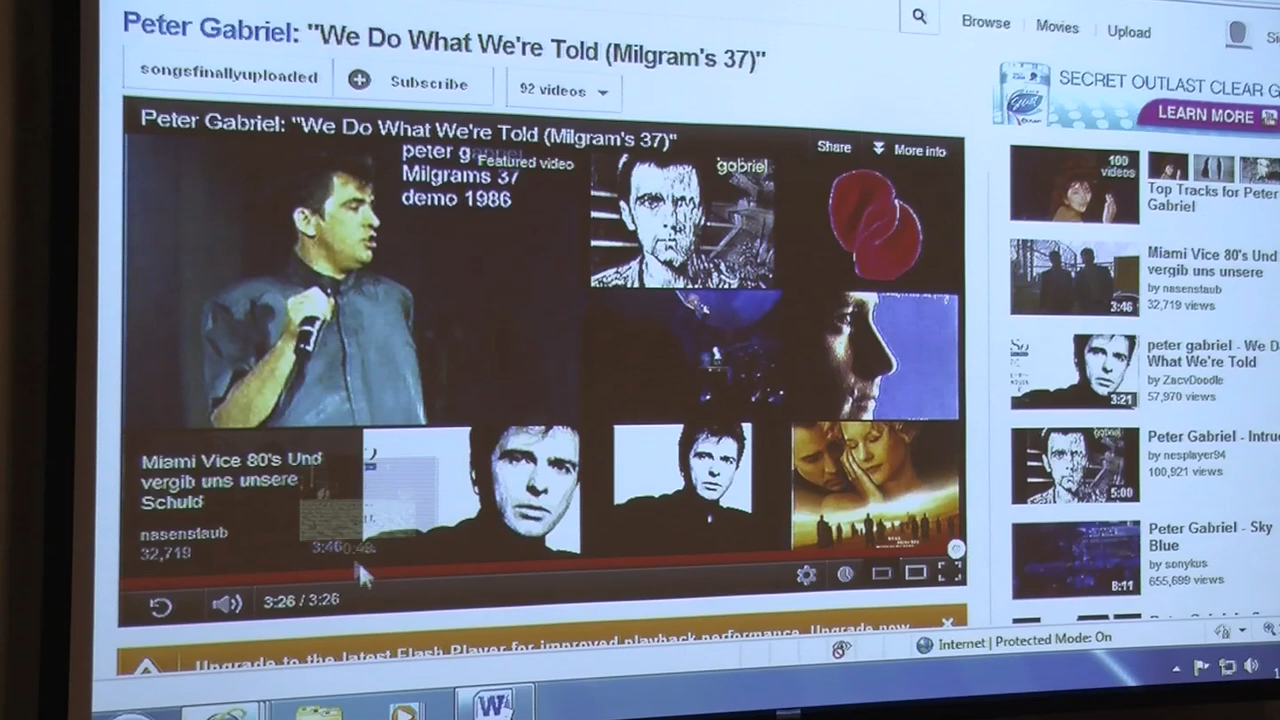 Peter Gabriel: "We Do What We're Told (Milgram's 37)"
Browse
Movies
Upload
songsfinallyuploaded
Subscribe
92 videos
SECRET OUTLAST CLEAR G
LEARN MORE
Peter Gabriel: "We Do What We're Told (Milgram's 37)"
Share
More info
peter gabriel
Featured video
Milgrams 37
demo 1986
gabriel
Miami Vice 80's Und
vergib uns unsere
Schuld
nasenstaub
32,719
3:46
3:26 / 3:26
100
videos
Top Tracks for Peter
Gabriel
Miami Vice 80's Und
vergib uns unsere
by nasenstaub
32,719 views
3:46
peter gabriel - We D
What We're Told
by ZacvDoodle
57,970 views
3:21
Peter Gabriel - Intru
by nesplayer94
100,921 views
5:00
Peter Gabriel - Sky
Blue
by sonykus
655,699 views
8:11
Upgrade to the latest Flash Player for improved playback performance. Upgrade now
Internet | Protected Mode: On